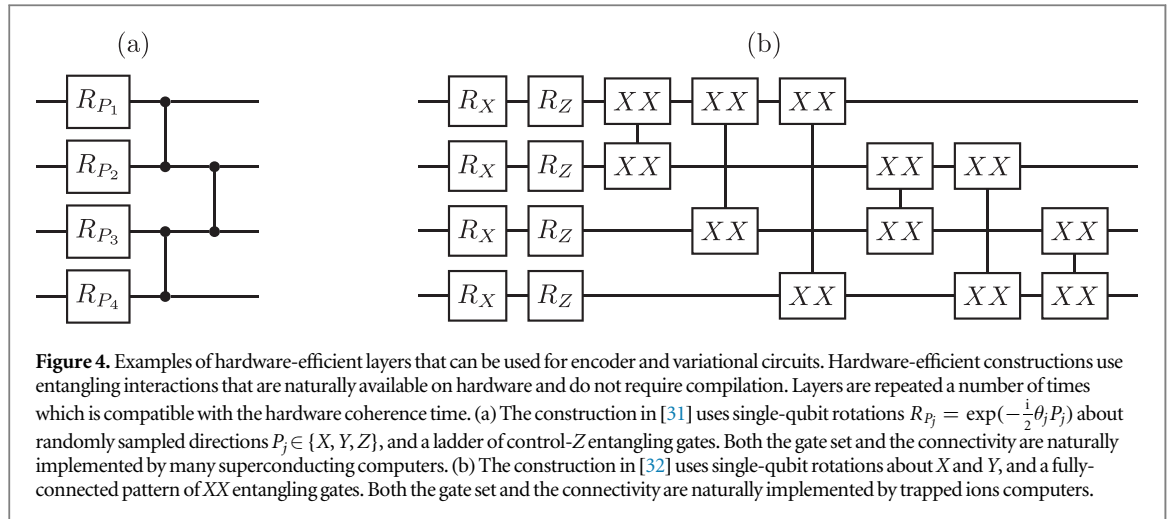 (a) (b)
R_{P_1} R_X R_Z XX XX XX
R_{P_2} R_X R_Z XX XX XX
R_{P_3} R_X R_Z XX XX XX
R_{P_4} R_X R_Z XX XX XX
Figure 4. Examples of hardware-efficient layers that can be used for encoder and variational circuits. Hardware-efficient constructions use
entangling interactions that are naturally available on hardware and do not require compilation. Layers are repeated a number of times
which is compatible with the hardware coherence time. (a) The construction in [31] uses single-qubit rotations R_{P_j} = exp(−\frac{i}{2}θ_jP_j) about
randomly sampled directions P_j ∈ {X, Y, Z}, and a ladder of control-Z entangling gates. Both the gate set and the connectivity are naturally
implemented by many superconducting computers. (b) The construction in [32] uses single-qubit rotations about X and Y, and a fully-
connected pattern of XX entangling gates. Both the gate set and the connectivity are naturally implemented by trapped ions computers.